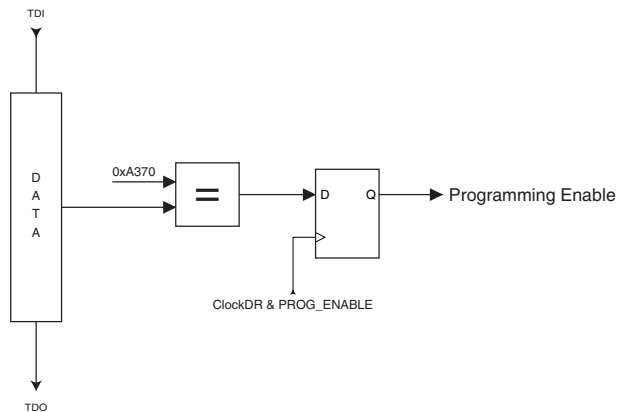 TDI
D
A
T
A
0xA370
=
D
Q
Programming Enable
ClockDR & PROG_ENABLE
TDO